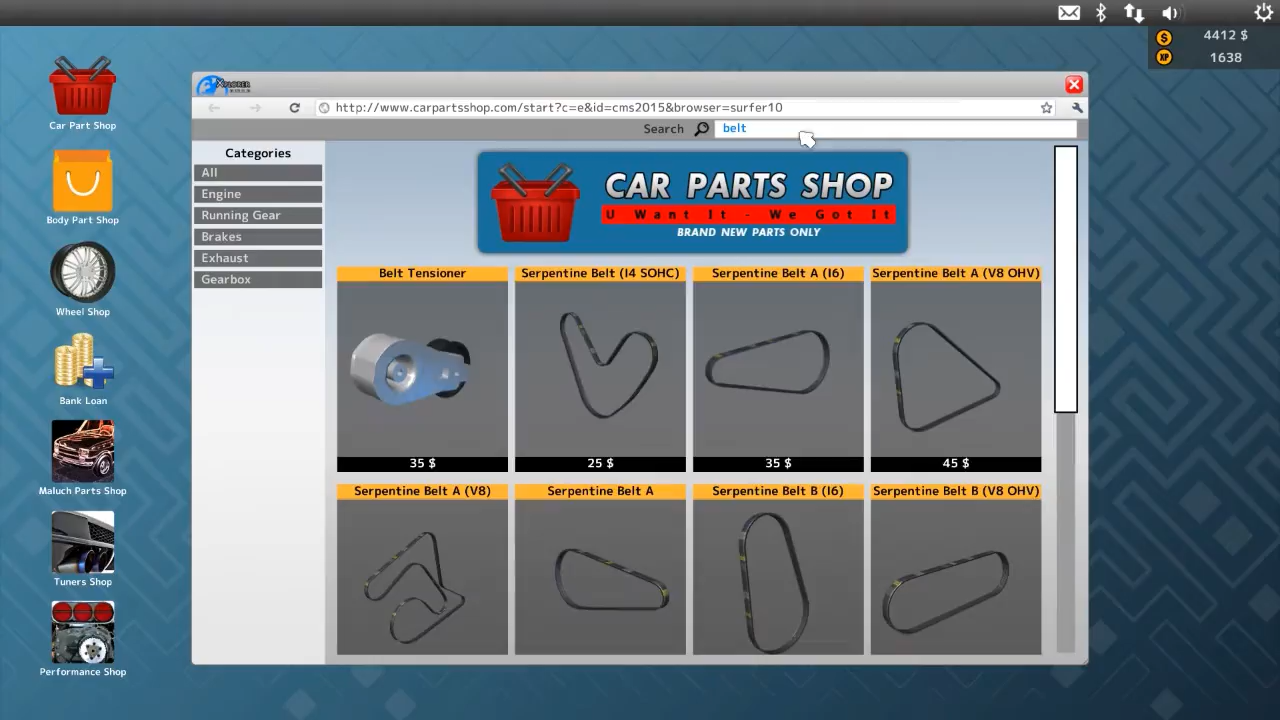 4412 $
1638
Car Part Shop
Body Part Shop
Wheel Shop
Bank Loan
Maluch Parts Shop
Tuners Shop
Performance Shop
http://www.carpartsshop.com/start?c=e&id=cms2015&browser=surfer10
Search belt
Categories
All
Engine
Running Gear
Brakes
Exhaust
Gearbox
CAR PARTS SHOP
U Want It - We Got It
BRAND NEW PARTS ONLY
Belt Tensioner
35 $
Serpentine Belt (I4 SOHC)
25 $
Serpentine Belt A (I6)
35 $
Serpentine Belt A (V8 OHV)
45 $
Serpentine Belt A (V8)
Serpentine Belt A
Serpentine Belt B (I6)
Serpentine Belt B (V8 OHV)